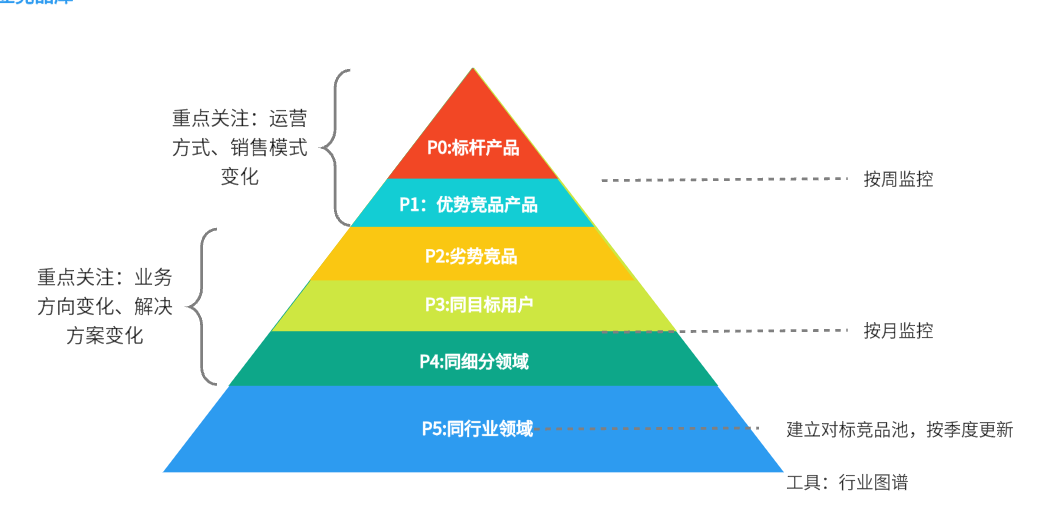 重点关注：运营
方式、销售模式
变化
P0:标杆产品
按周监控
P1：优势竞品产品
P2:劣势竞品
重点关注：业务
方向变化、解决
方案变化
P3:同目标用户
按月监控
P4:同细分领域
P5:同行业领域
建立对标竞品池，按季度更新
工具：行业图谱